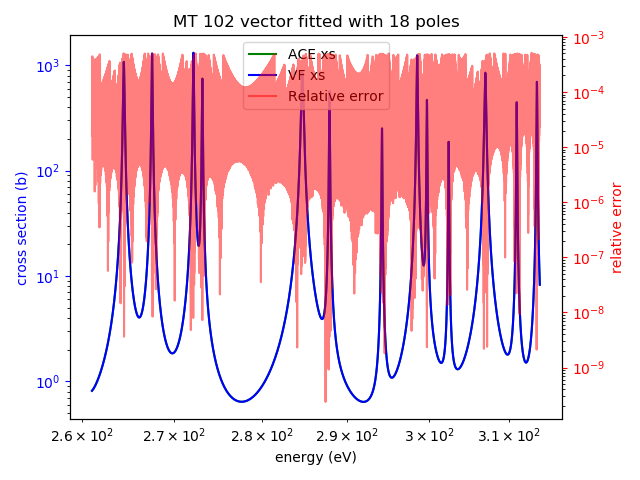 MT 102 vector fitted with 18 poles
ACE xs
VF xs
Relative error
10³
10²
10¹
10⁰
cross section (b)
10⁻³
10⁻⁴
10⁻⁵
10⁻⁶
10⁻⁷
10⁻⁸
10⁻⁹
relative error
2.6 × 10² 2.7 × 10² 2.8 × 10² 2.9 × 10² 3 × 10² 3.1 × 10²
energy (eV)